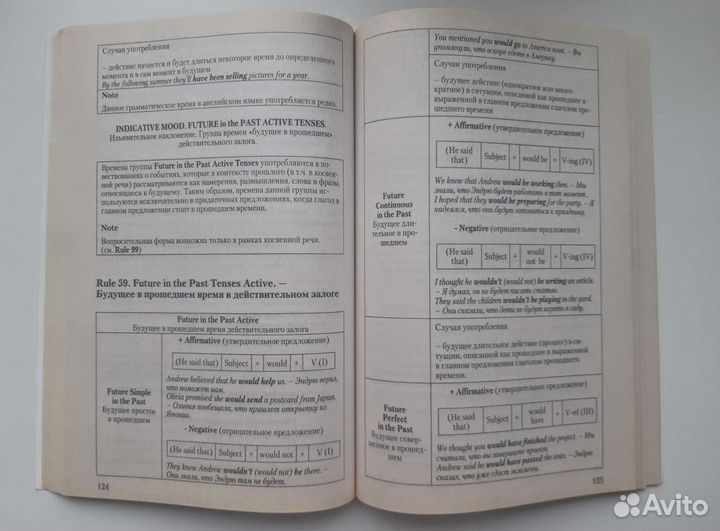 Случаи употребления
– действие начнется и будет длиться некоторое время до определенного
момента и в сам момент в будущем
By the following summer they'll have been selling pictures for a year.
Note
Данное грамматическое время в английском языке употребляется редко.
INDICATIVE MOOD. FUTURE in the PAST ACTIVE TENSES.
Изъявительное наклонение. Группа времен «будущее в прошедшем»
действительного залога.
Времена группы Future in the Past Active Tenses употребляются в по-
вествованиях о событиях, которые в контексте прошлого (в т.ч. в косвен-
ной речи) рассматриваются как намерения, размышления, слова и фразы,
относящиеся к будущему. Таким образом, времена данной группы ис-
пользуются исключительно в придаточных предложениях, когда глагол в
главном предложении стоит в прошедшем времени.
Note
Вопросительная форма возможна только в рамках косвенной речи.
(см. Rule 99)
Rule 59. Future in the Past Tenses Active. —
Будущее в прошедшем время в действительном залоге
Future in the Past Active
Будущее в прошедшем время действительного залога
Future Simple
in the Past
Будущее простое
в прошедшем
+ Affirmative (утвердительное предложение)
(He said that) Subject + would + V (I)
Andrew believed that he would help us. – Эндрю верил,
что поможет нам.
Olivia promised she would send a postcard from Japan.
– Оливия пообещала, что пришлет открытку из
Японии.
- Negative (отрицательное предложение)
(He said that) Subject + would not + V (I)
They knew Andrew wouldn't (would not) be there. –
Они знали, что Эндрю там не будет.
124
You mentioned you would go to America soon. – Вы
упомянули, что вскоре едете в Америку.
Случаи употребления
– будущее действие (однократное или много-
кратное) в ситуации, описанной как прошедшее и
выраженной в главном предложении глаголом про-
шедшего времени
Future
Continuous
in the Past
Будущее дли-
тельное в про-
шедшем
+ Affirmative (утвердительное предложение)
(He said that) Subject + would be + V-ing (IV)
We knew that Andrew would be working then. – Мы
знали, что Эндрю будет работать в тот момент.
I hoped that they would be preparing for the party. – Я
надеялся, что они будут готовиться к празднику.
- Negative (отрицательное предложение)
(He said that) Subject + would not be + V-ing (IV)
I thought he wouldn't (would not) be writing an article.
– Я думал, он не будет писать статью.
They said the children wouldn't be playing in the yard.
– Они сказали, что дети не будут играть в саду.
Случаи употребления
– будущее длительное действие (процесс) в си-
туации, описанной как прошедшее и выраженной
в главном предложении глаголом прошедшего
времени.
Future
Perfect
in the Past
Будущее совер-
шенное в прошед-
шем
+ Affirmative (утвердительное предложение)
(He said that) Subject + would have + V-ed (III)
We thought you would have finished the project. – Мы
считали, что вы завершите проект.
Andrew said he would have passed the tests. – Эндрю
сказал, что уже сдаст экзамены.
125
Avito